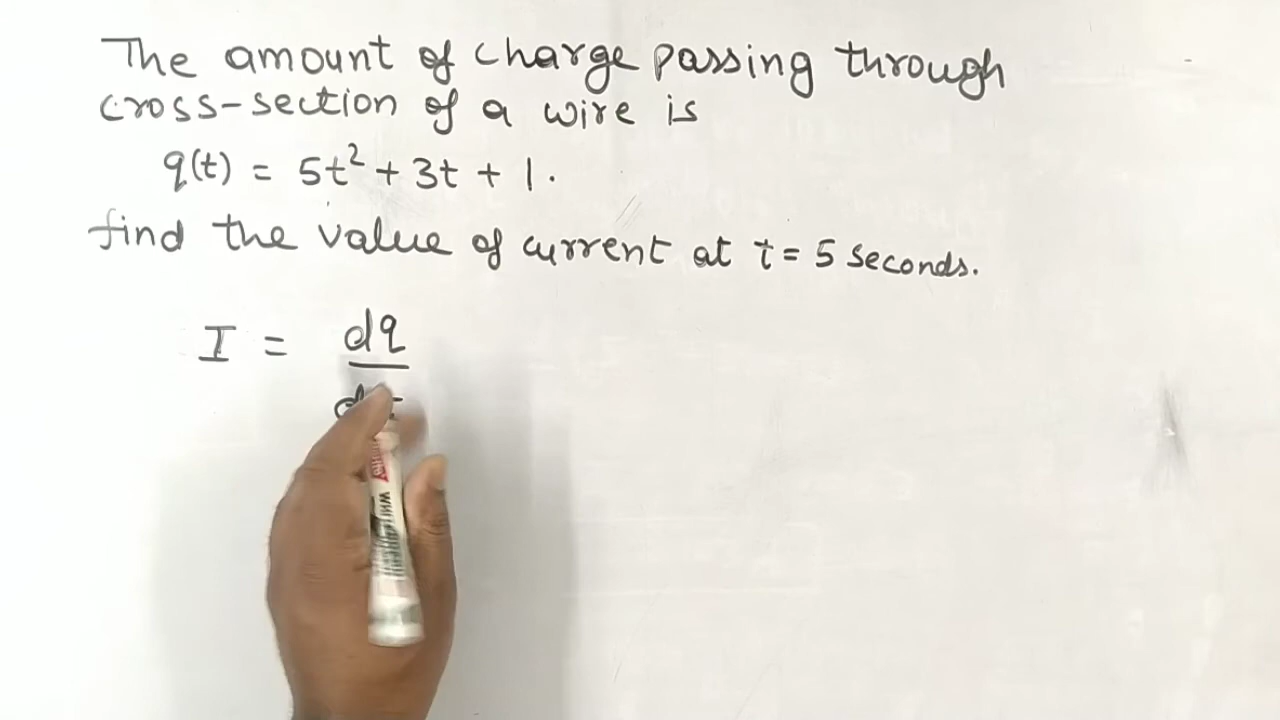 The amount of charge passing through
cross-section of a wire is
q(t) = 5t² + 3t + 1.
find the value of current at t = 5 seconds.
I = dq